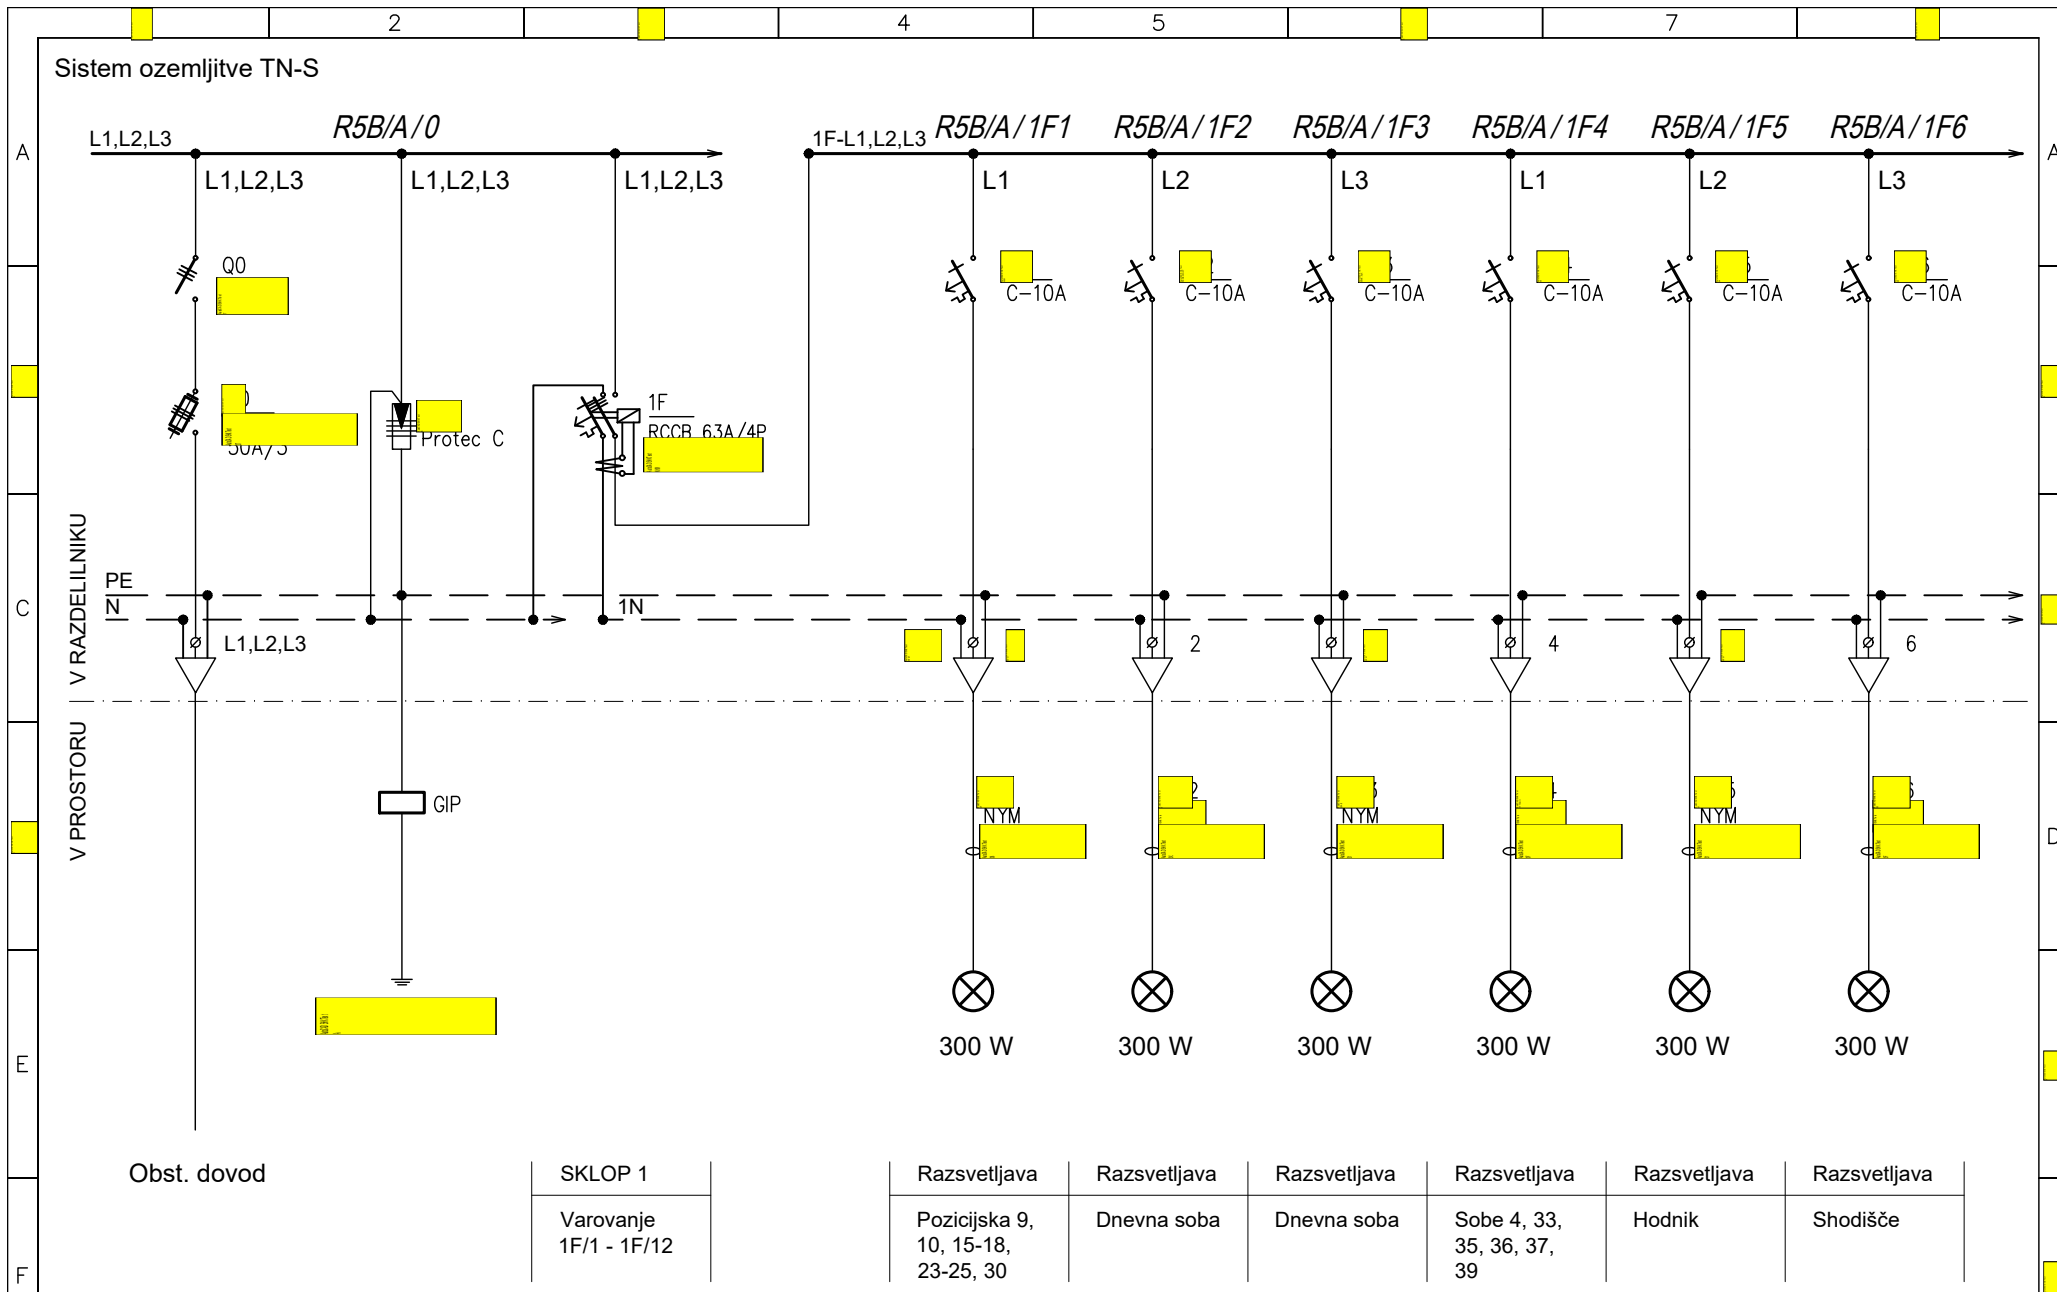 2
4
5
7
Sistem ozemljitve TN-S
R5B/A/0
R5B/A/1F1
R5B/A/1F2
R5B/A/1F3
R5B/A/1F4
R5B/A/1F5
R5B/A/1F6
A
L1,L2,L3
1F-L1,L2,L3
A
L1,L2,L3
L1,L2,L3
L1,L2,L3
L1
L2
L3
L1
L2
L3
Q0
C-10A
C-10A
C-10A
C-10A
C-10A
C-10A
1F
RCCB 63A/4P
Protec C
V RAZDELILNIKU
PE
N
1N
C
L1,L2,L3
2
4
6
V PROSTORU
GIP
NYM
NYM
NYM
D
300 W
300 W
300 W
300 W
300 W
300 W
E
Obst. dovod
SKLOP 1
Varovanje
1F/1 - 1F/12
Razsvetljava
Pozicijska 9,
10, 15-18,
23-25, 30
Razsvetljava
Dnevna soba
Razsvetljava
Dnevna soba
Razsvetljava
Sobe 4, 33,
35, 36, 37,
39
Razsvetljava
Hodnik
Razsvetljava
Shodišče
F